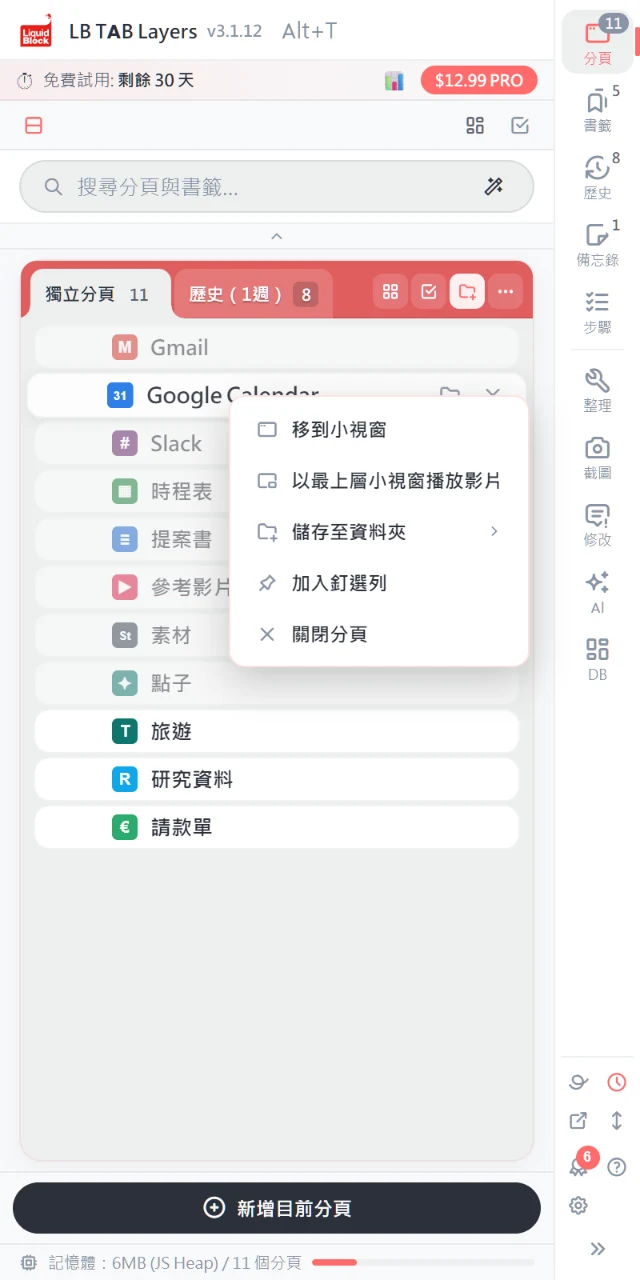 Liquid Block
LB TAB Layers v3.1.12 Alt+T
11
分頁
免費試用: 剩餘 30 天
$12.99 PRO
5
書籤
搜尋分頁與書籤...
8
歷史
1
備忘錄
步驟
整理
截圖
修改
AI
DB
獨立分頁 11
歷史 ( 1週 ) 8
M Gmail
31 Google Calendar
# Slack
時程表
提案書
參考影片
St 素材
點子
T 旅遊
R 研究資料
€ 請款單
移到小視窗
以最上層小視窗播放影片
儲存至資料夾
加入釘選列
關閉分頁
6
新增目前分頁
記憶體：6MB (JS Heap) / 11 個分頁